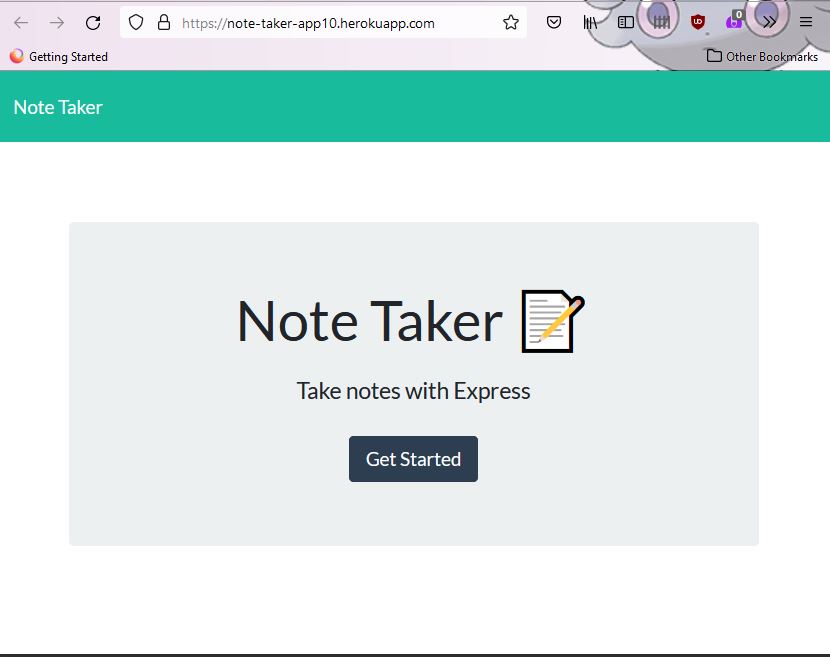 https://note-taker-app10.herokuapp.com
0
Getting Started
Other Bookmarks
Note Taker
Note Taker
Take notes with Express
Get Started